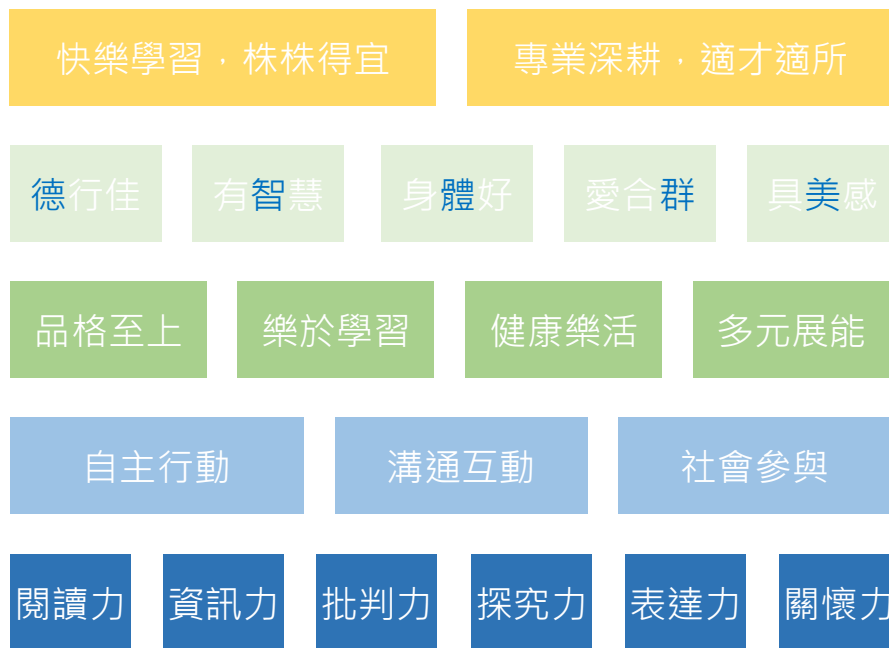 快樂學習，株株得宜 專業深耕，適才適所
德行佳 有智慧 身體好 愛合群 具美感
品格至上 樂於學習 健康樂活 多元展能
自主行動 溝通互動 社會參與
閱讀力 資訊力 批判力 探究力 表達力 關懷力